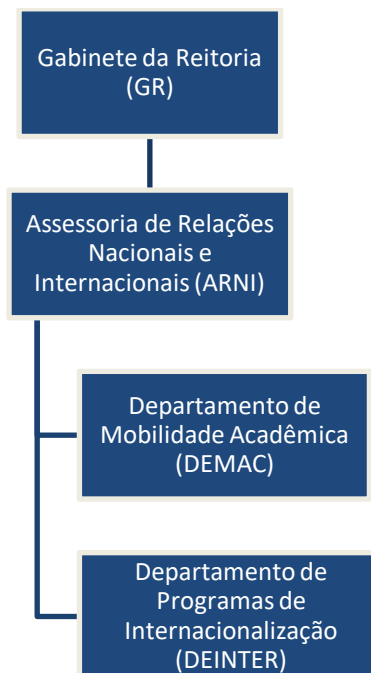 Gabinete da Reitoria
(GR)
Assessoria de Relações
Nacionais e
Internacionais (ARNI)
Departamento de
Mobilidade Acadêmica
(DEMAC)
Departamento de
Programas de
Internacionalização
(DEINTER)